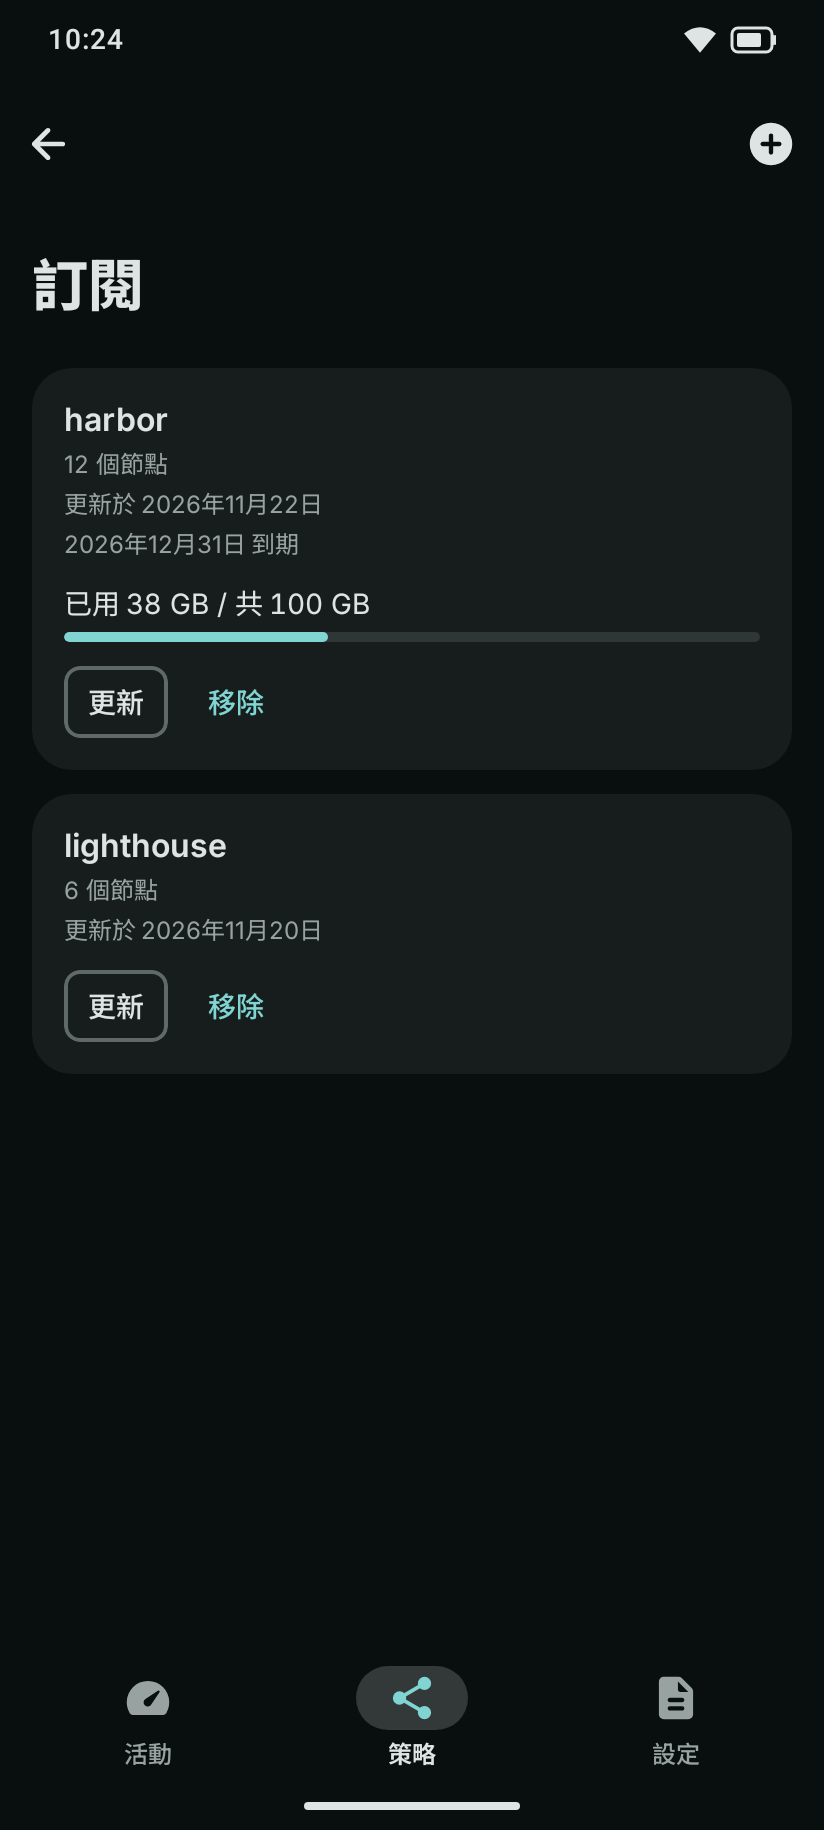 10:24
訂閱
harbor
12 個節點
更新於 2026年11月22日
2026年12月31日 到期
已用 38 GB / 共 100 GB
更新 移除
lighthouse
6 個節點
更新於 2026年11月20日
更新 移除
活動 策略 設定